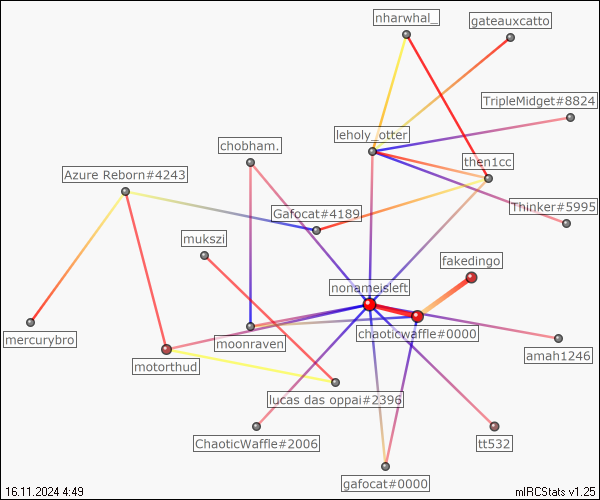 nharwhal_
gateauxcatto
TripleMidget#8824
leholy_otter
chobham.
then1cc
Azure Reborn#4243
Gafocat#4189
Thinker#5995
mukszi
fakedingo
nonameisleft
chaoticwaffle#0000
mercurybro
moonraven
amah1246
motorthud
lucas das oppai#2396
ChaoticWaffle#2006
tt532
gafocat#0000
16.11.2024 4:49
mIRCStats v1.25